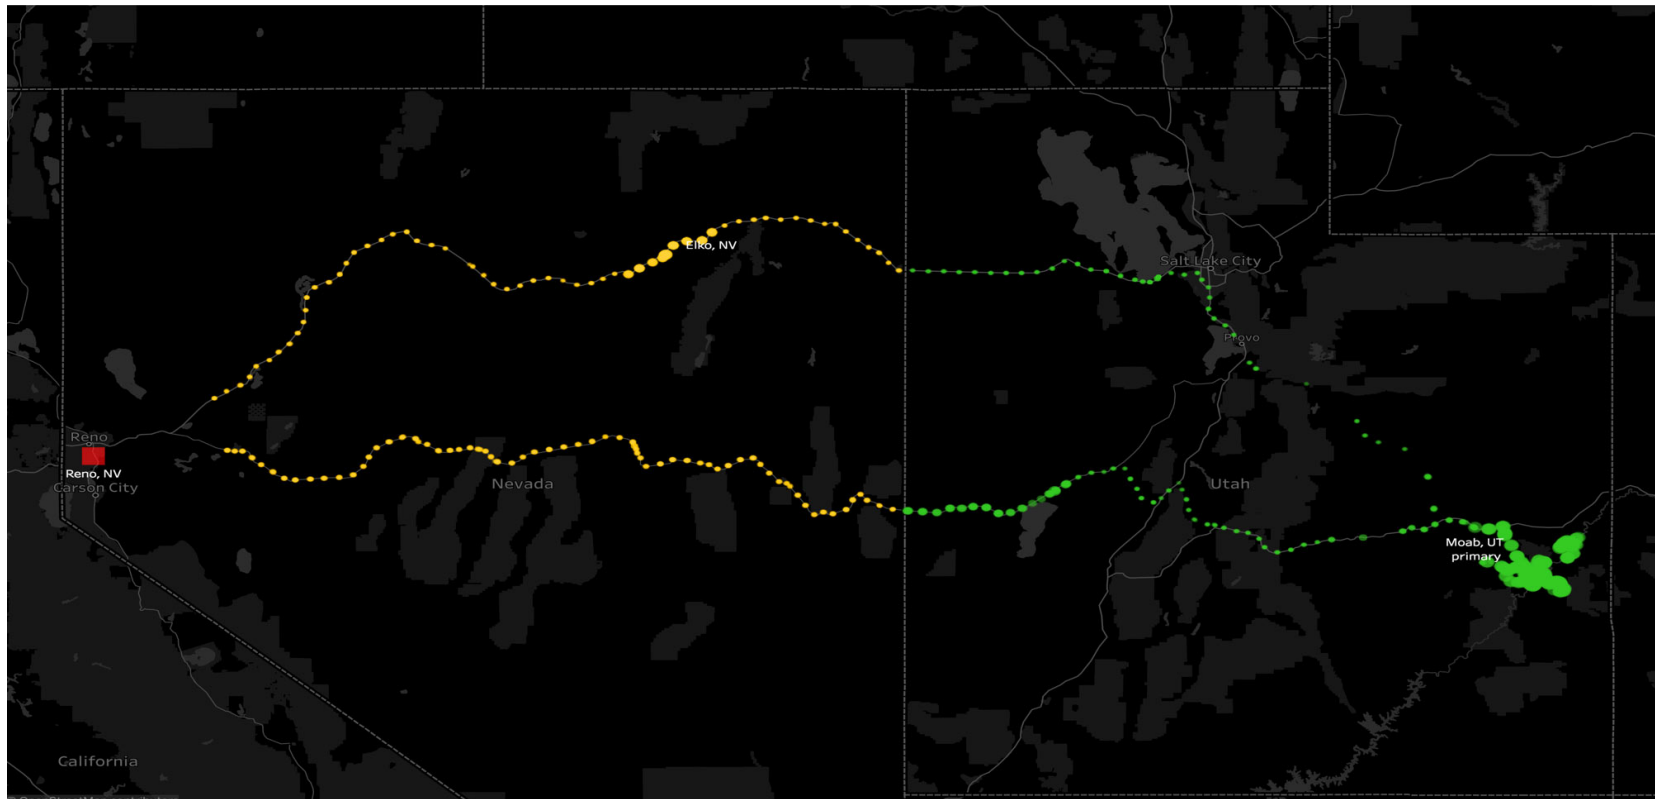 Elko, NV
Salt Lake City
Provo
Reno
Reno, NV
Carson City
Nevada
Utah
Moab, UT
primary
California